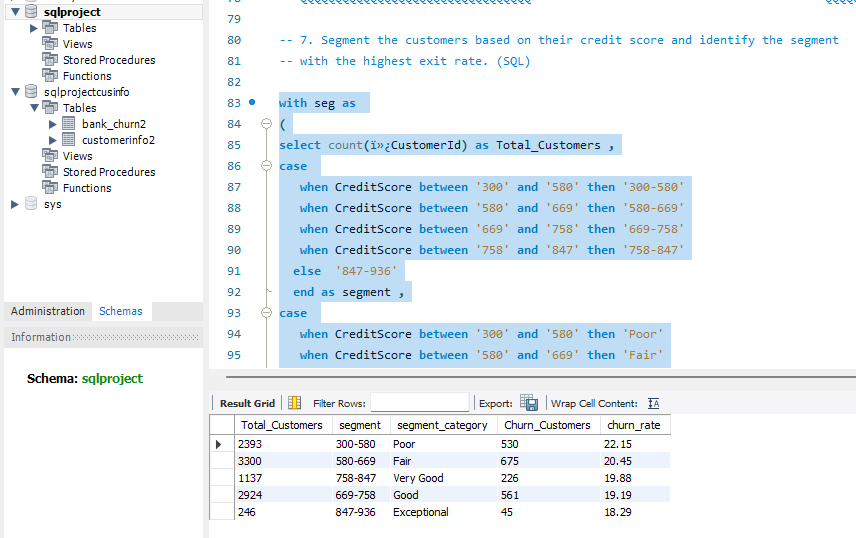 sqlproject
Tables
Views
Stored Procedures
Functions
sqlprojectcusinfo
Tables
bank_churn2
customerinfo2
Views
Stored Procedures
Functions
sys
Administration Schemas
Information
Schema: sqlproject
79
80 -- 7. Segment the customers based on their credit score and identify the segment
81 -- with the highest exit rate. (SQL)
82
83 with seg as
84 (
85 select count(ï»¿CustomerId) as Total_Customers ,
86 case
87 when CreditScore between '300' and '580' then '300-580'
88 when CreditScore between '580' and '669' then '580-669'
89 when CreditScore between '669' and '758' then '669-758'
90 when CreditScore between '758' and '847' then '758-847'
91 else '847-936'
92 end as segment ,
93 case
94 when CreditScore between '300' and '580' then 'Poor'
95 when CreditScore between '580' and '669' then 'Fair'
Result Grid Filter Rows: Export: Wrap Cell Content:
Total_Customers segment segment_category Churn_Customers churn_rate
2393 300-580 Poor 530 22.15
3300 580-669 Fair 675 20.45
1137 758-847 Very Good 226 19.88
2924 669-758 Good 561 19.19
246 847-936 Exceptional 45 18.29